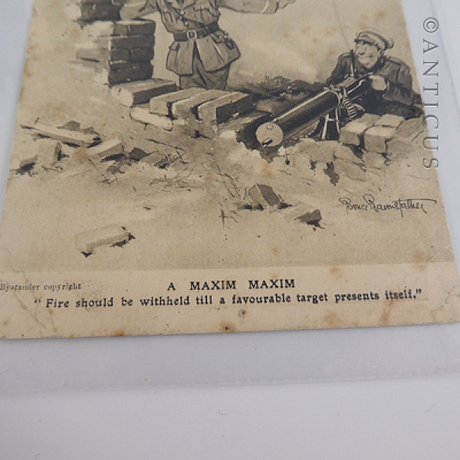 ©ANTICUS
Bruce Bairnsfather
Bystander copyright
A MAXIM MAXIM
"Fire should be withheld till a favourable target presents itself."